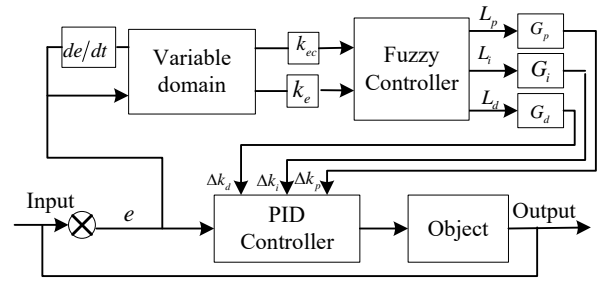 de/dt
Variable
domain
k_ec
k_e
Fuzzy
Controller
L_p
L_i
L_d
G_p
G_i
G_d
Δk_d
Δk_i
Δk_p
Input
e
PID
Controller
Object
Output